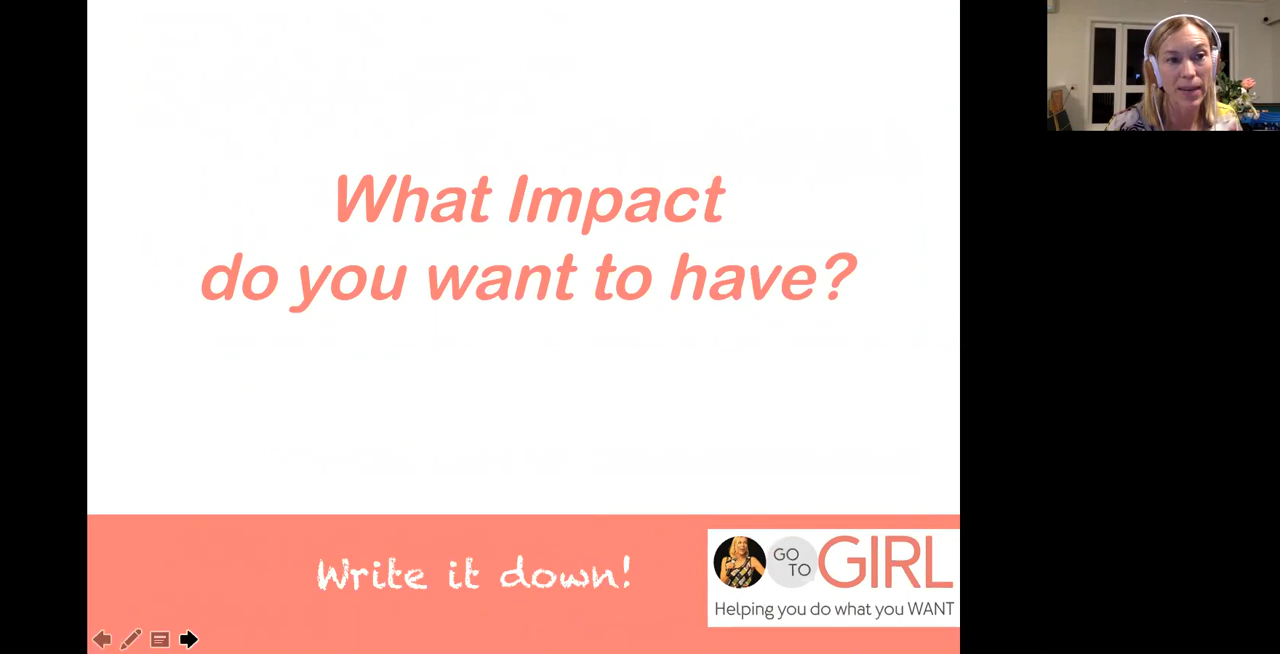 What Impact
do you want to have?
Write it down!
GO
TO
GIRL
Helping you do what you WANT